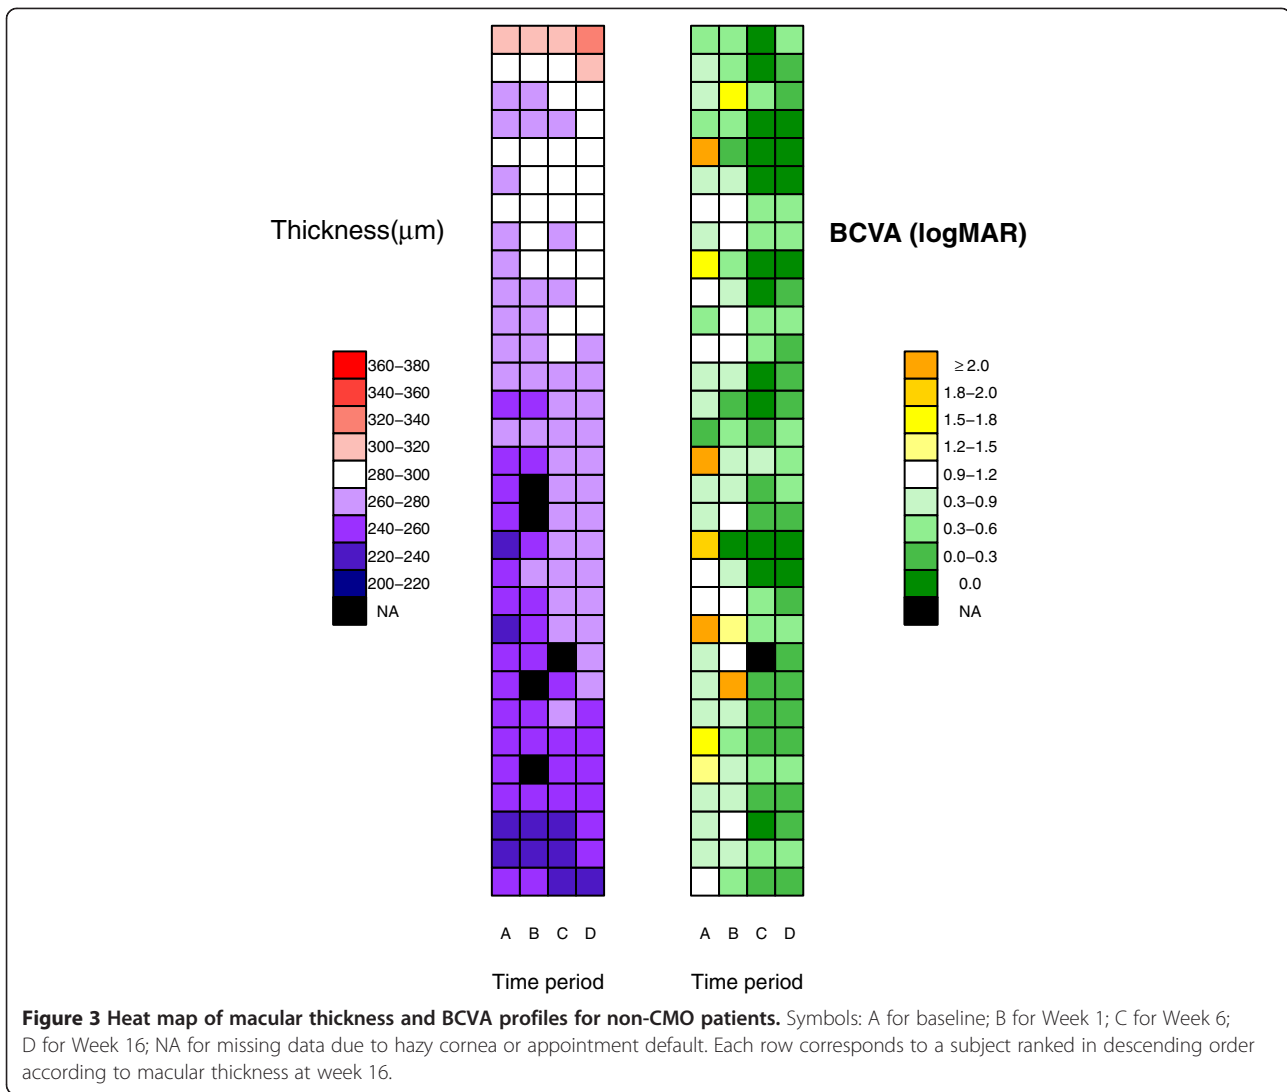 Thickness(μm)
BCVA (logMAR)
360−380
340−360
320−340
300−320
280−300
260−280
240−260
220−240
200−220
NA
≥ 2.0
1.8−2.0
1.5−1.8
1.2−1.5
0.9−1.2
0.3−0.9
0.3−0.6
0.0−0.3
0.0
NA
A B C D
A B C D
Time period
Time period
Figure 3 Heat map of macular thickness and BCVA profiles for non-CMO patients. Symbols: A for baseline; B for Week 1; C for Week 6;
D for Week 16; NA for missing data due to hazy cornea or appointment default. Each row corresponds to a subject ranked in descending order
according to macular thickness at week 16.